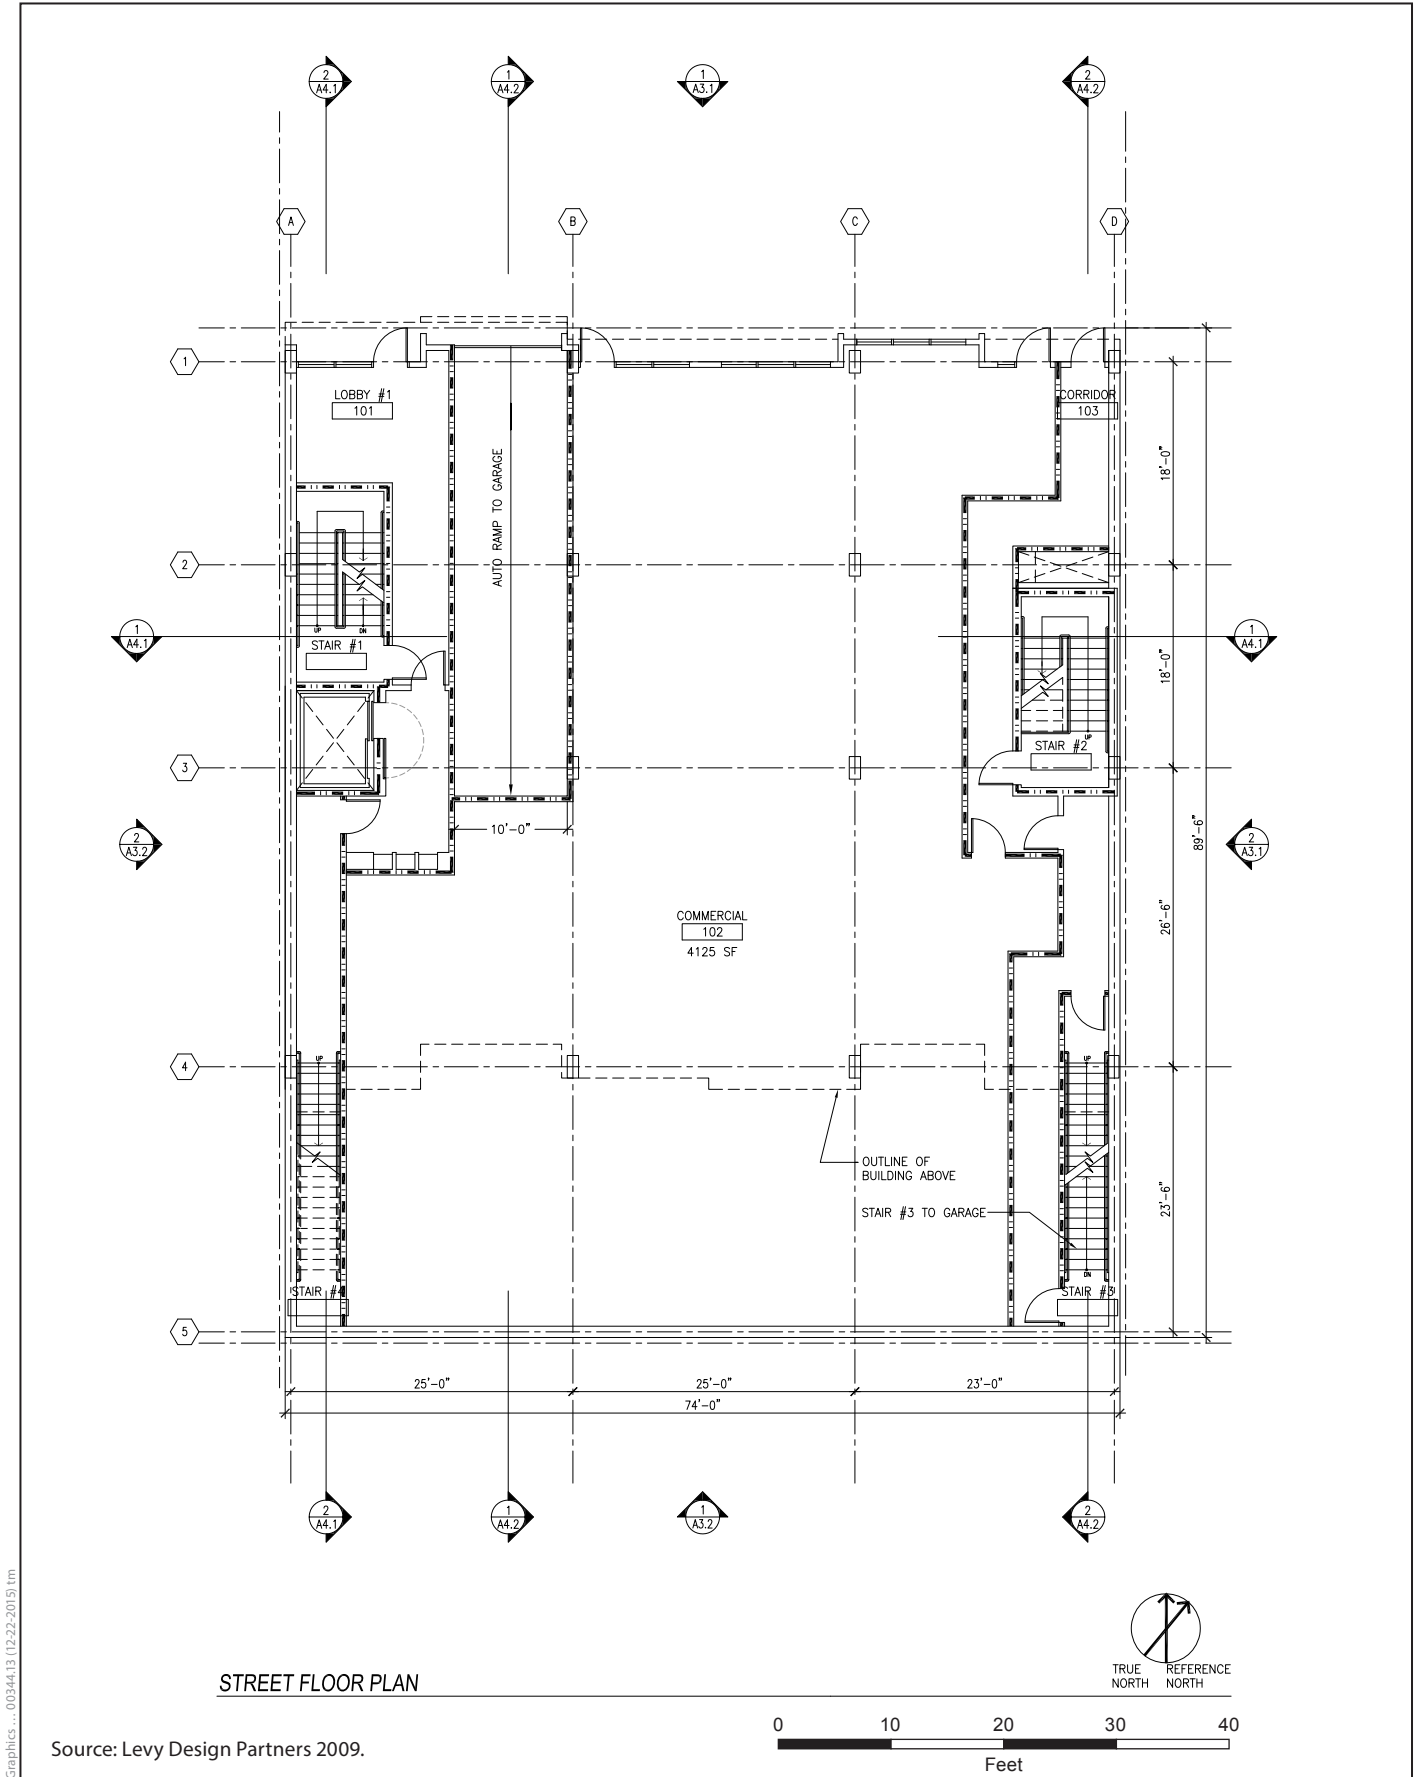 2
A4.1
1
A4.2
1
A3.1
2
A4.2
A
B
C
D
1
LOBBY #1
101
CORRIDOR
103
AUTO RAMP TO GARAGE
18'-0"
2
UP
DN
1
A4.1
STAIR #1
1
A4.1
18'-0"
UP
STAIR #2
3
10'-0"
2
A3.2
2
A3.1
89'-6"
COMMERCIAL
102
4125 SF
26'-6"
UP
UP
4
OUTLINE OF
BUILDING ABOVE
STAIR #3 TO GARAGE
23'-6"
DN
STAIR #4
STAIR #3
5
25'-0"
25'-0"
23'-0"
74'-0"
2
A4.1
1
A4.2
1
A3.2
2
A4.2
TRUE
NORTH
REFERENCE
NORTH
STREET FLOOR PLAN
0 10 20 30 40
Feet
Source: Levy Design Partners 2009.
Graphics … 00344.13 (12-22-2015) tm